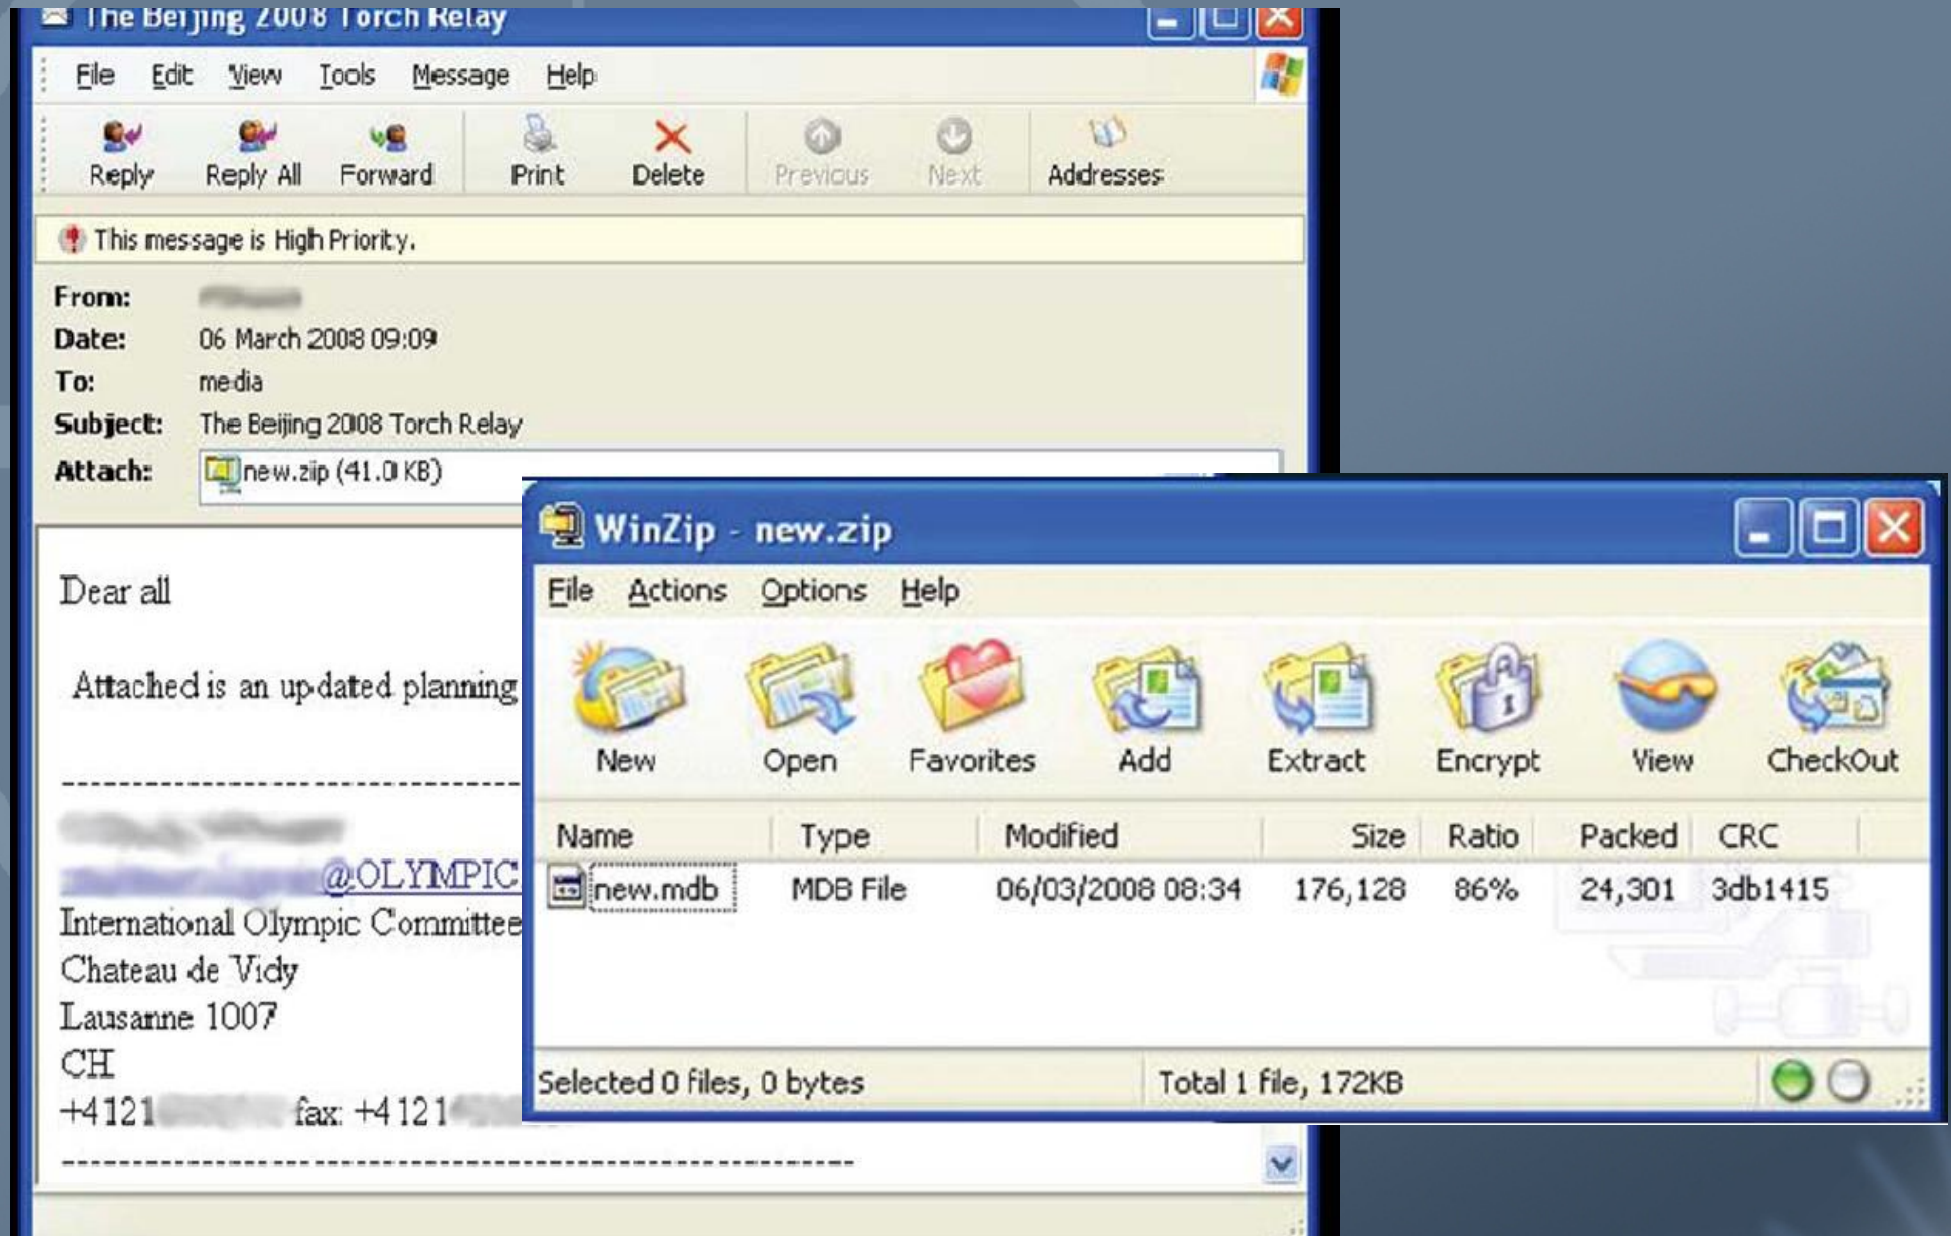 The Beijing 2008 Torch Relay
File Edit View Tools Message Help
Reply Reply All Forward Print Delete Previous Next Addresses
This message is High Priority.
From:
Date: 06 March 2008 09:09
To: media
Subject: The Beijing 2008 Torch Relay
Attach: new.zip (41.0 KB)
Dear all
Attached is an updated planning
@OLYMPIC
International Olympic Committee
Chateau de Vidy
Lausanne 1007
CH
+4121 fax: +4121
WinZip - new.zip
File Actions Options Help
New Open Favorites Add Extract Encrypt View CheckOut
Name Type Modified Size Ratio Packed CRC
new.mdb MDB File 06/03/2008 08:34 176,128 86% 24,301 3db1415
Selected 0 files, 0 bytes Total 1 file, 172KB